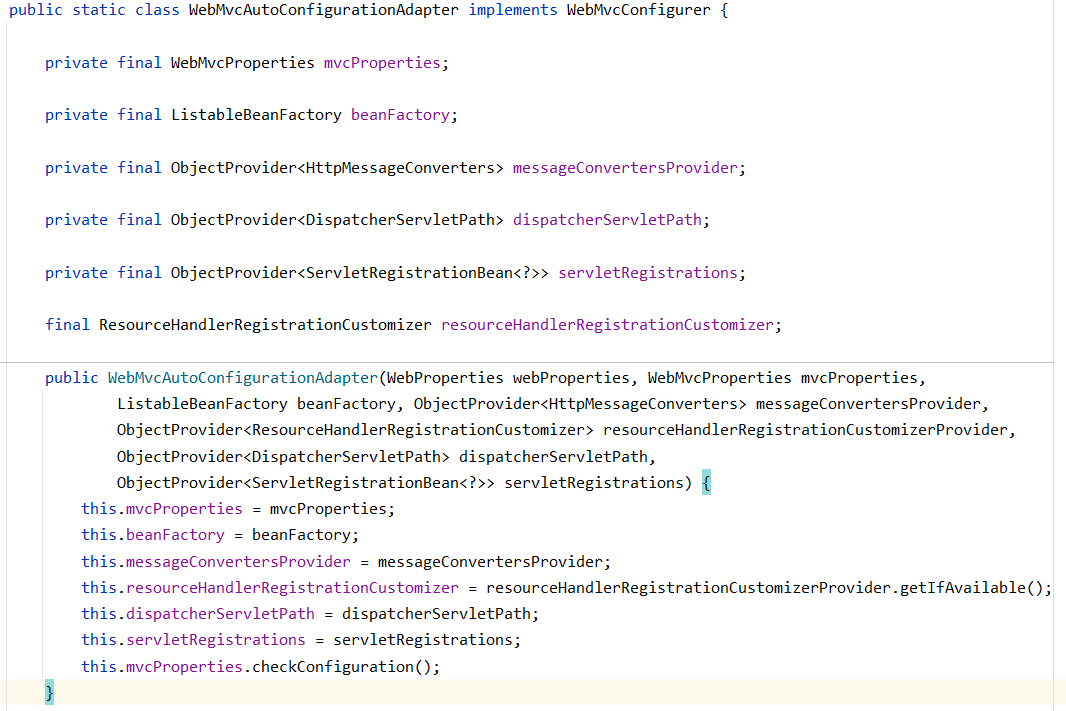 public static class WebMvcAutoConfigurationAdapter implements WebMvcConfigurer {
private final WebMvcProperties mvcProperties;
private final ListableBeanFactory beanFactory;
private final ObjectProvider<HttpMessageConverters> messageConvertersProvider;
private final ObjectProvider<DispatcherServletPath> dispatcherServletPath;
private final ObjectProvider<ServletRegistrationBean<?>> servletRegistrations;
final ResourceHandlerRegistrationCustomizer resourceHandlerRegistrationCustomizer;
public WebMvcAutoConfigurationAdapter(WebProperties webProperties, WebMvcProperties mvcProperties,
ListableBeanFactory beanFactory, ObjectProvider<HttpMessageConverters> messageConvertersProvider,
ObjectProvider<ResourceHandlerRegistrationCustomizer> resourceHandlerRegistrationCustomizerProvider,
ObjectProvider<DispatcherServletPath> dispatcherServletPath,
ObjectProvider<ServletRegistrationBean<?>> servletRegistrations) {
this.mvcProperties = mvcProperties;
this.beanFactory = beanFactory;
this.messageConvertersProvider = messageConvertersProvider;
this.resourceHandlerRegistrationCustomizer = resourceHandlerRegistrationCustomizerProvider.getIfAvailable();
this.dispatcherServletPath = dispatcherServletPath;
this.servletRegistrations = servletRegistrations;
this.mvcProperties.checkConfiguration();
}